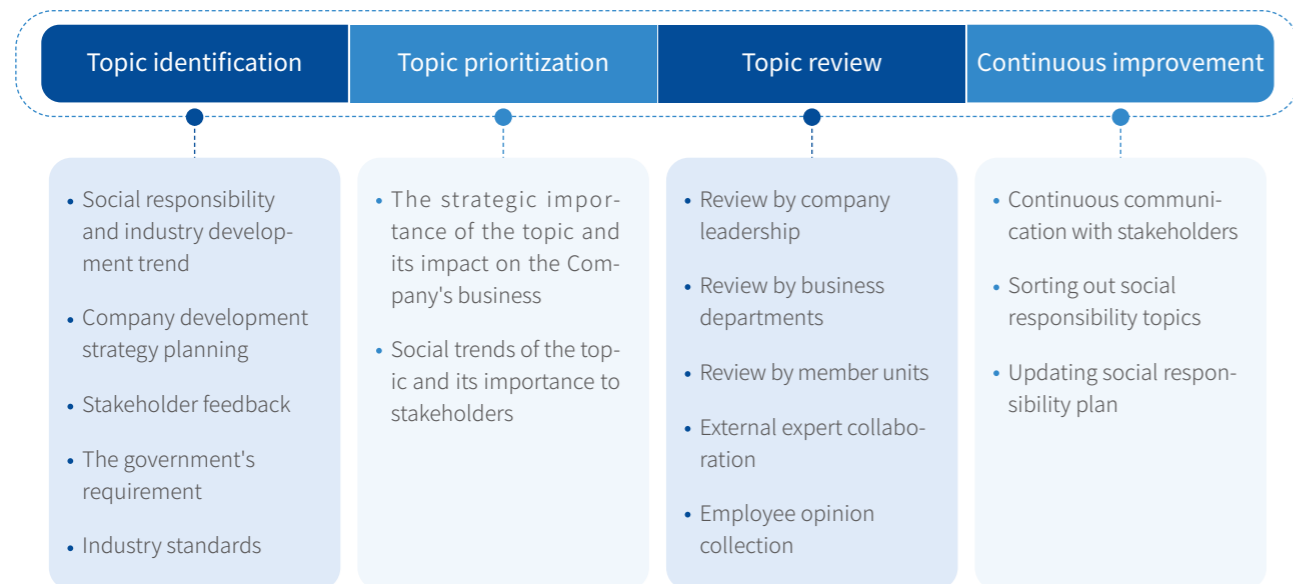 Topic identification
Topic prioritization
Topic review
Continuous improvement
• Social responsibility
and industry develop-
ment trend
• Company development
strategy planning
• Stakeholder feedback
• The government's
requirement
• Industry standards
• The strategic impor-
tance of the topic and
its impact on the Com-
pany's business
• Social trends of the top-
ic and its importance to
stakeholders
• Review by company
leadership
• Review by business
departments
• Review by member units
• External expert collabo-
ration
• Employee opinion
collection
• Continuous communi-
cation with stakeholders
• Sorting out social
responsibility topics
• Updating social respon-
sibility plan